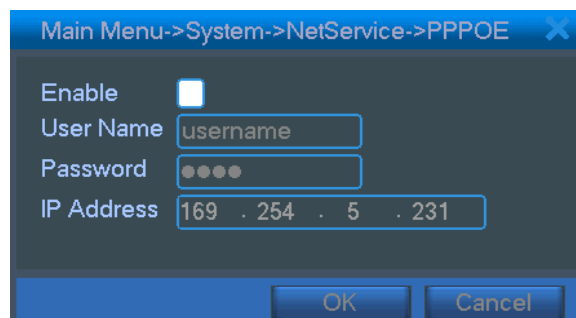 Main Menu->System->NetService->PPPOE
Enable
User Name username
Password ●●●●
IP Address 169 . 254 . 5 . 231
OK Cancel